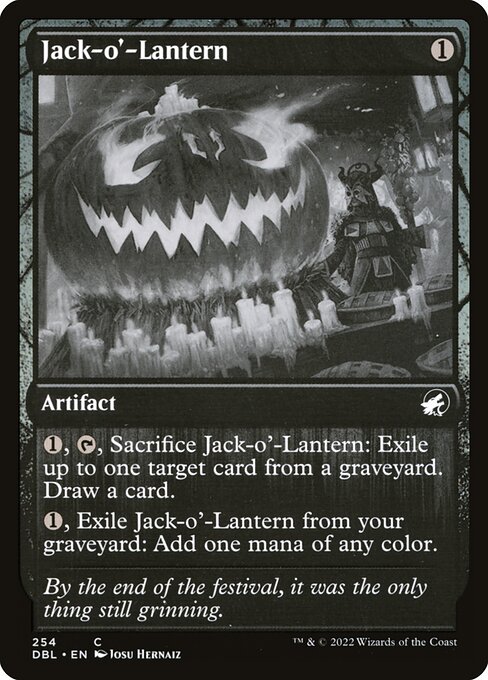 Jack-o'-Lantern 1
Artifact
1, T, Sacrifice Jack-o'-Lantern: Exile
up to one target card from a graveyard.
Draw a card.
1, Exile Jack-o'-Lantern from your
graveyard: Add one mana of any color.
By the end of the festival, it was the only
thing still grinning.
254 C
DBL • EN Josu Hernaiz
™ & © 2022 Wizards of the Coast